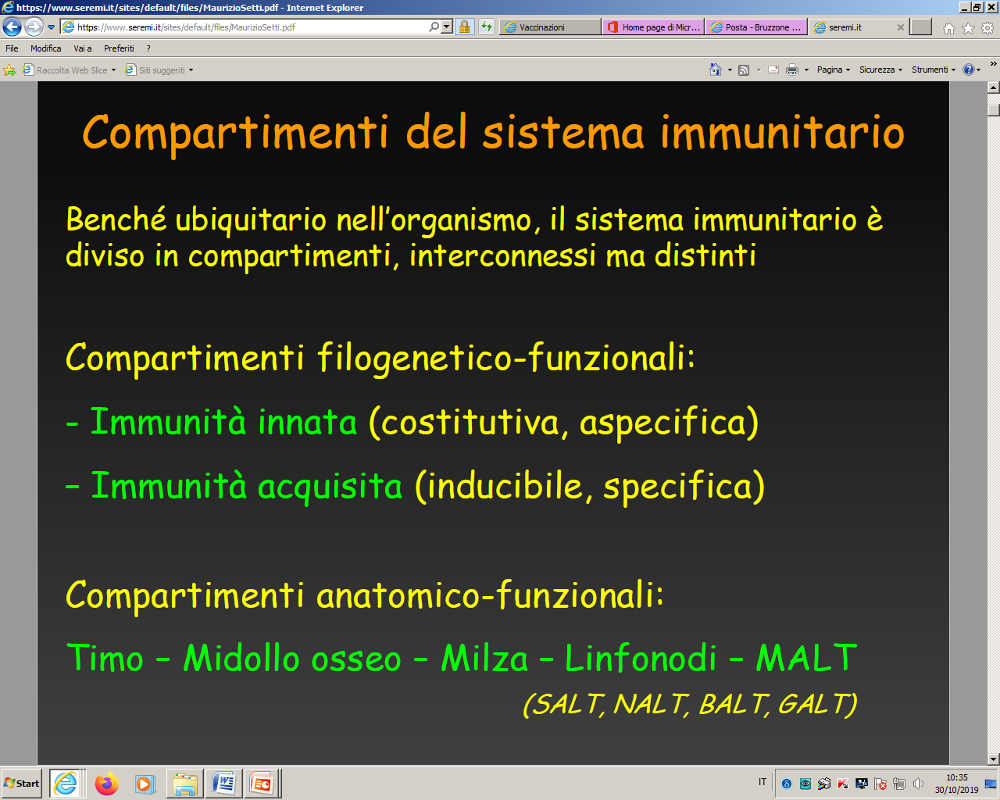 https://www.seremi.it/sites/default/files/MaurizioSetti.pdf - Internet Explorer
https://www.seremi.it/sites/default/files/MaurizioSetti.pdf
Vaccinazioni
Home page di Micr...
Posta - Bruzzone ...
seremi.it
File Modifica Vai a Preferiti ?
Raccolta Web Slice Siti suggeriti
Pagina Sicurezza Strumenti
Compartimenti del sistema immunitario
Benché ubiquitario nell'organismo, il sistema immunitario è
diviso in compartimenti, interconnessi ma distinti
Compartimenti filogenetico-funzionali:
- Immunità innata (costitutiva, aspecifica)
– Immunità acquisita (inducibile, specifica)
Compartimenti anatomico-funzionali:
Timo – Midollo osseo – Milza – Linfonodi – MALT
(SALT, NALT, BALT, GALT)
Start
IT
10:35
30/10/2019